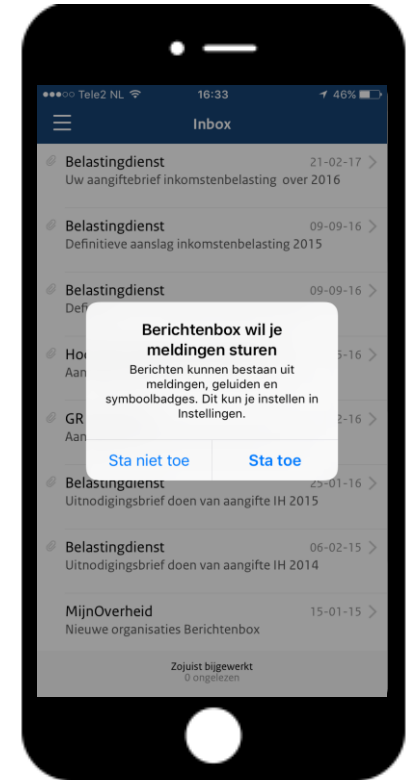 Tele2 NL 16:33 46%
Inbox
Belastingdienst 21-02-17
Uw aangiftebrief inkomstenbelasting over 2016
Belastingdienst 09-09-16
Definitieve aanslag inkomstenbelasting 2015
Belastingdienst 09-09-16
Berichtenbox wil je
meldingen sturen
Berichten kunnen bestaan uit
meldingen, geluiden en
symboolbadges. Dit kun je instellen in
Instellingen.
Sta niet toe Sta toe
GR
Belastingdienst 25-01-16
Uitnodigingsbrief doen van aangifte IH 2015
Belastingdienst 06-02-15
Uitnodigingsbrief doen van aangifte IH 2014
MijnOverheid 15-01-15
Nieuwe organisaties Berichtenbox
Zojuist bijgewerkt
0 ongelezen